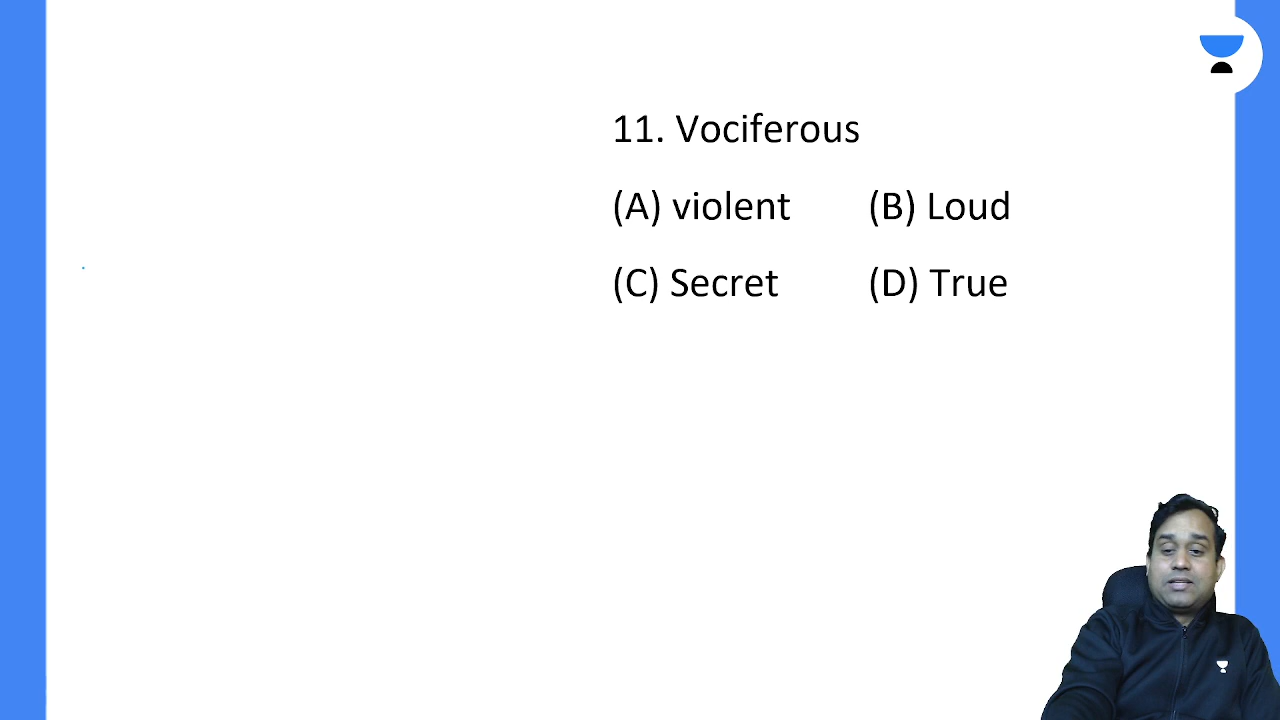 11. Vociferous
(A) violent (B) Loud
(C) Secret (D) True